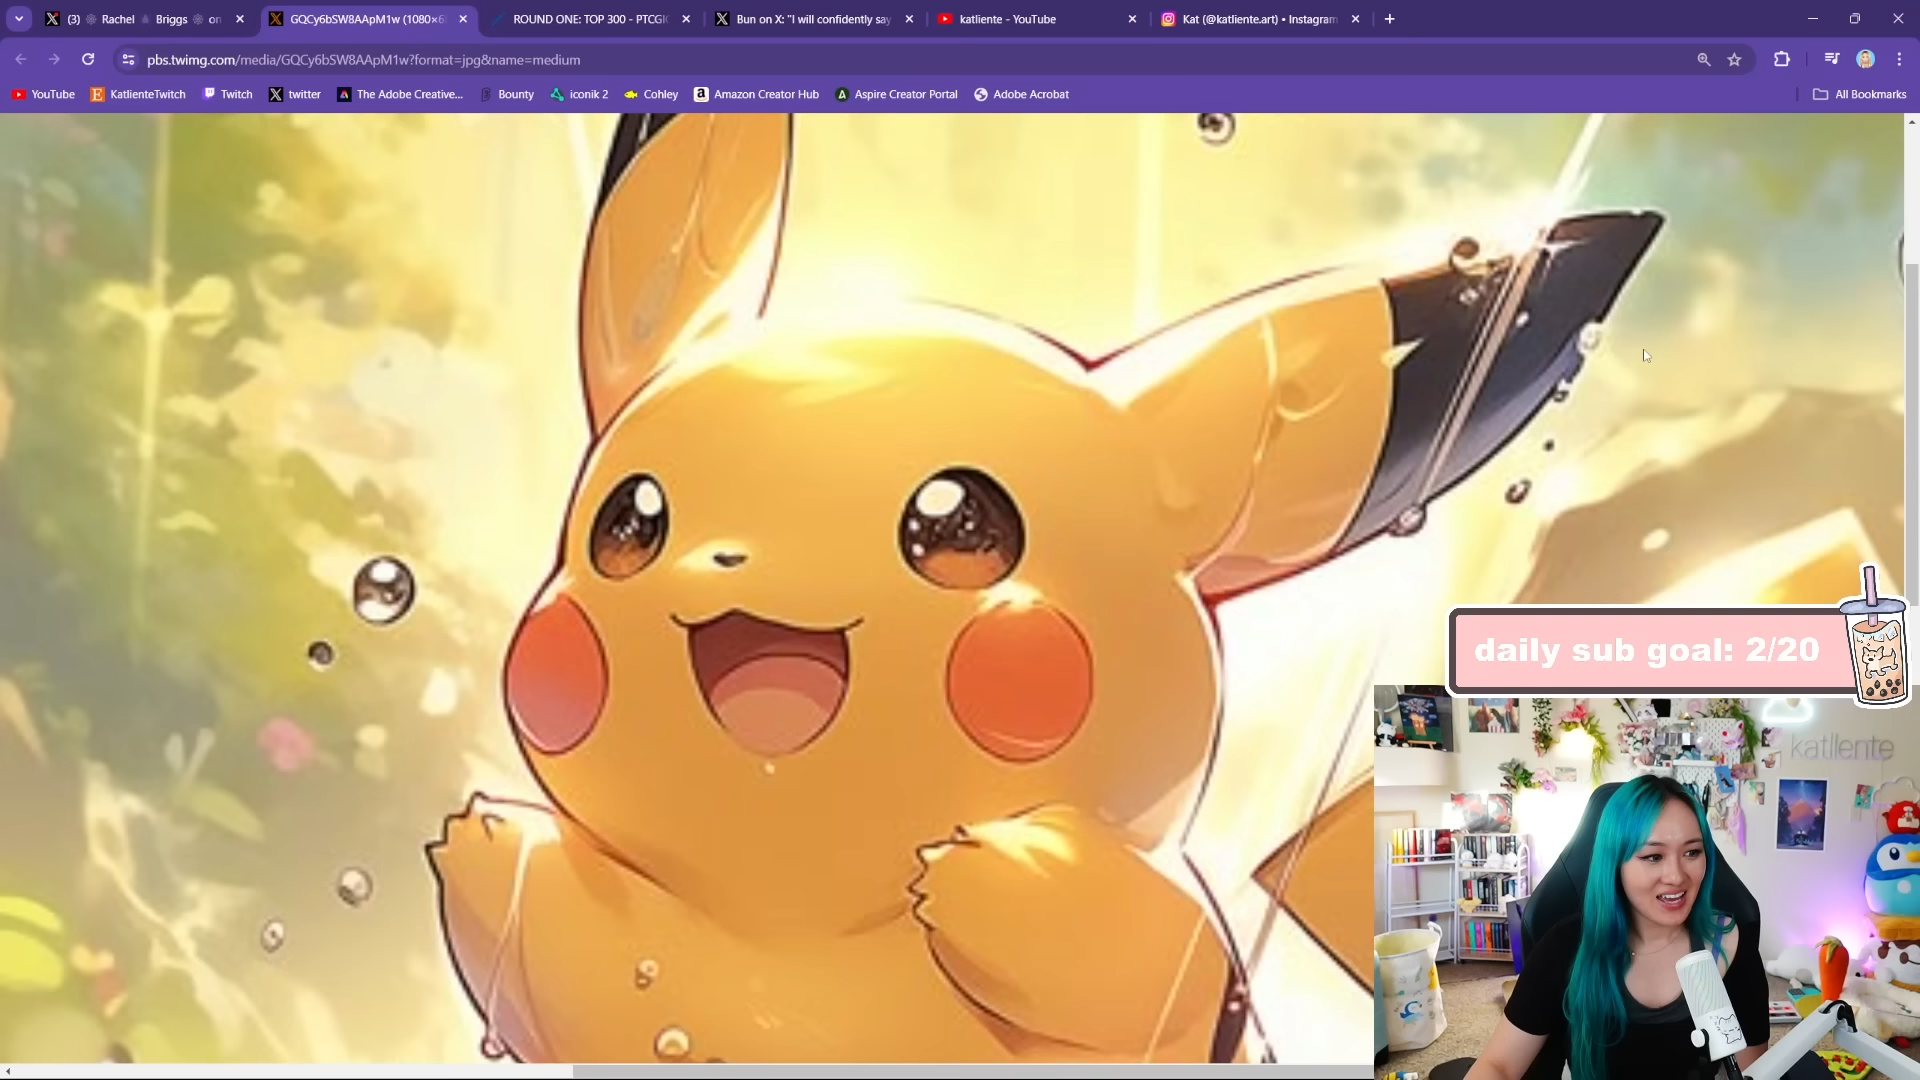 (3) Rachel Briggs on
GQCy6bSW8AApM1w (1080×6
ROUND ONE: TOP 300 - PTCGI
Bun on X: "I will confidently say
katliente - YouTube
Kat (@katliente.art) • Instagram
pbs.twimg.com/media/GQCy6bSW8AApM1w?format=jpg&name=medium
YouTube
KatlienteTwitch
Twitch
twitter
The Adobe Creative...
Bounty
iconik 2
Cohley
Amazon Creator Hub
Aspire Creator Portal
Adobe Acrobat
All Bookmarks
daily sub goal: 2/20
katliente